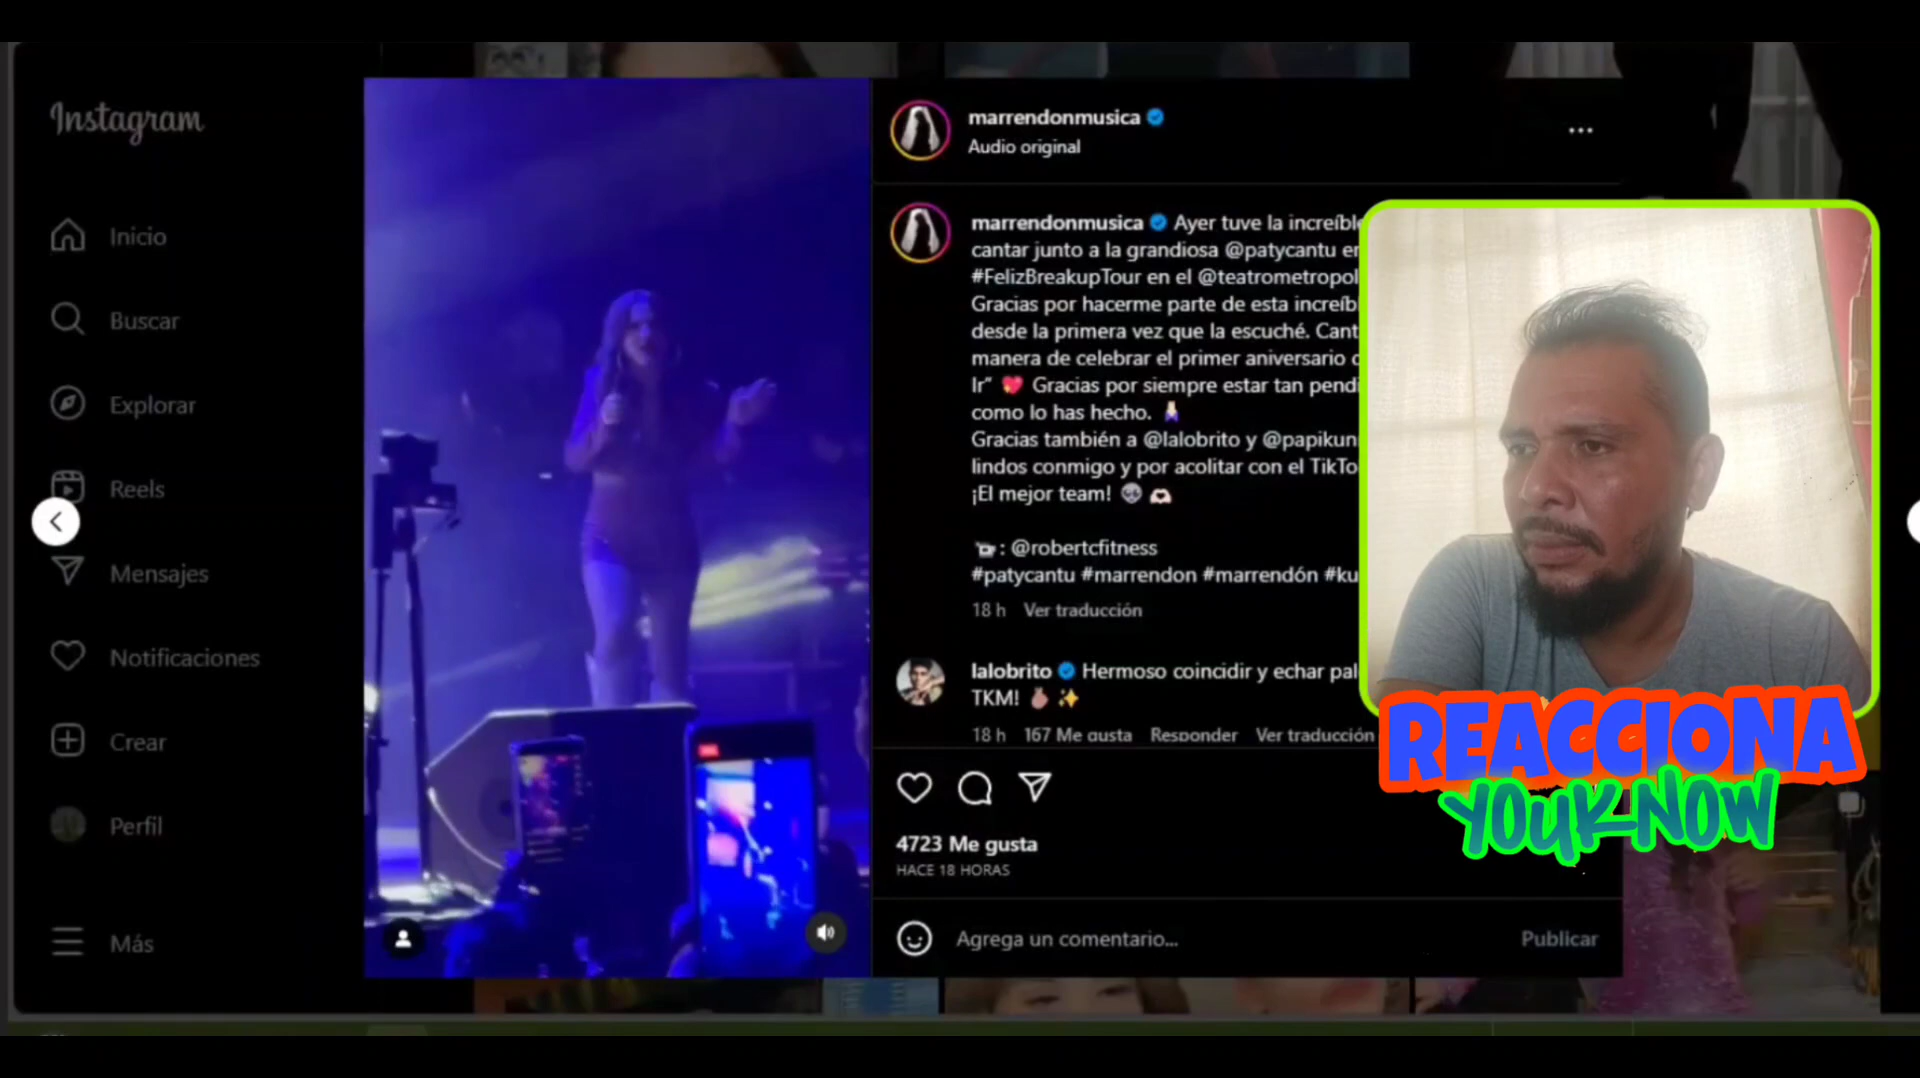 Instagram
Inicio
Buscar
Explorar
Reels
Mensajes
Notificaciones
Crear
Perfil
Más
marrendonmusica
Audio original
marrendonmusica Ayer tuve la increíble
cantar junto a la grandiosa @patycantu en
#FelizBreakupTour en el @teatrometropol
Gracias por hacerme parte de esta increíb
desde la primera vez que la escuché. Cant
manera de celebrar el primer aniversario
Ir” 💖 Gracias por siempre estar tan pendi
como lo has hecho.
Gracias también a @lalobrito y @papikun
lindos conmigo y por acolitar con el TikTo
¡El mejor team! 👽 🫶🏻
: @robertcfitness
#patycantu #marrendon #marrendón #ku
18 h Ver traducción
lalobrito Hermoso coincidir y echar pal
TKM! 🫰🏼 ✨
18 h 167 Me gusta Responder Ver traducción
4723 Me gusta
HACE 18 HORAS
Agrega un comentario...
Publicar
REACCIONA
YOUKNOW